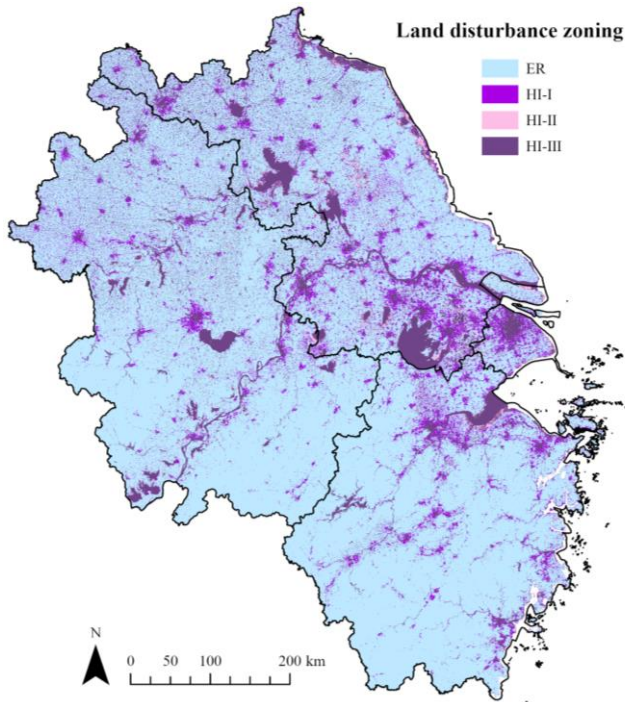 Land disturbance zoning
ER
HI-I
HI-II
HI-III
N
0 50 100 200 km